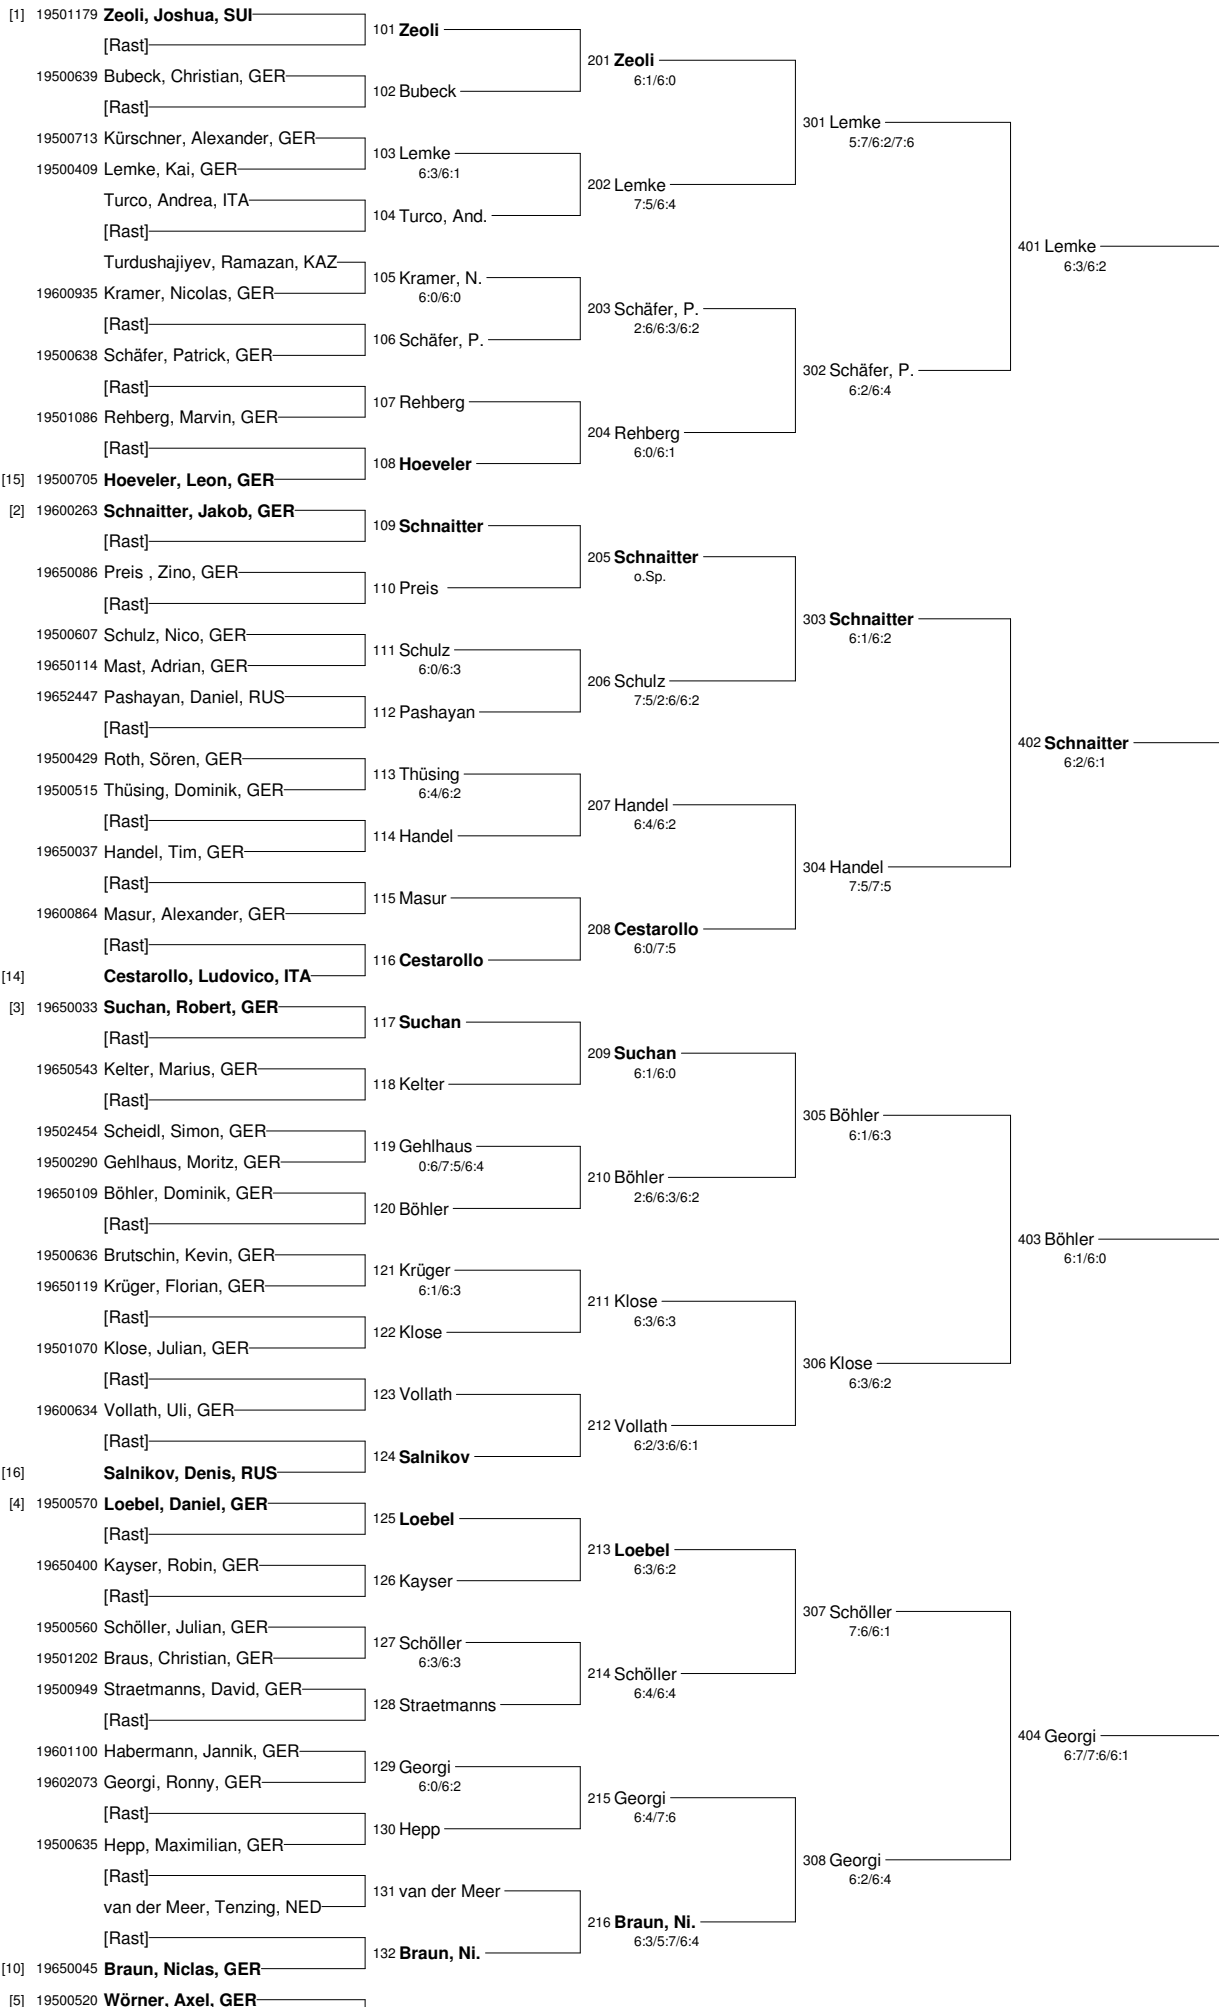 [1] 19501179 Zeoli, Joshua, SUI
[Rast]
19500639 Bubeck, Christian, GER
[Rast]
19500713 Kürschner, Alexander, GER
19500409 Lemke, Kai, GER
Turco, Andrea, ITA
[Rast]
Turdushajiyev, Ramazan, KAZ
19600935 Kramer, Nicolas, GER
[Rast]
19500638 Schäfer, Patrick, GER
[Rast]
19501086 Rehberg, Marvin, GER
[Rast]
[15] 19500705 Hoeveler, Leon, GER
[2] 19600263 Schnaitter, Jakob, GER
[Rast]
19650086 Preis , Zino, GER
[Rast]
19500607 Schulz, Nico, GER
19650114 Mast, Adrian, GER
19652447 Pashayan, Daniel, RUS
[Rast]
19500429 Roth, Sören, GER
19500515 Thüsing, Dominik, GER
[Rast]
19650037 Handel, Tim, GER
[Rast]
19600864 Masur, Alexander, GER
[Rast]
[14] Cestarollo, Ludovico, ITA
[3] 19650033 Suchan, Robert, GER
[Rast]
19650543 Kelter, Marius, GER
[Rast]
19502454 Scheidl, Simon, GER
19500290 Gehlhaus, Moritz, GER
19650109 Böhler, Dominik, GER
[Rast]
19500636 Brutschin, Kevin, GER
19650119 Krüger, Florian, GER
[Rast]
19501070 Klose, Julian, GER
[Rast]
19600634 Vollath, Uli, GER
[Rast]
[16] Salnikov, Denis, RUS
[4] 19500570 Loebel, Daniel, GER
[Rast]
19650400 Kayser, Robin, GER
[Rast]
19500560 Schöller, Julian, GER
19501202 Braus, Christian, GER
19500949 Straetmanns, David, GER
[Rast]
19601100 Habermann, Jannik, GER
19602073 Georgi, Ronny, GER
[Rast]
19500635 Hepp, Maximilian, GER
[Rast]
van der Meer, Tenzing, NED
[Rast]
[10] 19650045 Braun, Niclas, GER
[5] 19500520 Wörner, Axel, GER
101 Zeoli
102 Bubeck
103 Lemke
6:3/6:1
104 Turco, And.
105 Kramer, N.
6:0/6:0
106 Schäfer, P.
107 Rehberg
108 Hoeveler
109 Schnaitter
110 Preis
111 Schulz
6:0/6:3
112 Pashayan
113 Thüsing
6:4/6:2
114 Handel
115 Masur
116 Cestarollo
117 Suchan
118 Kelter
119 Gehlhaus
0:6/7:5/6:4
120 Böhler
121 Krüger
6:1/6:3
122 Klose
123 Vollath
124 Salnikov
125 Loebel
126 Kayser
127 Schöller
6:3/6:3
128 Straetmanns
129 Georgi
6:0/6:2
130 Hepp
131 van der Meer
132 Braun, Ni.
201 Zeoli
6:1/6:0
202 Lemke
7:5/6:4
203 Schäfer, P.
2:6/6:3/6:2
204 Rehberg
6:0/6:1
205 Schnaitter
o.Sp.
206 Schulz
7:5/2:6/6:2
207 Handel
6:4/6:2
208 Cestarollo
6:0/7:5
209 Suchan
6:1/6:0
210 Böhler
2:6/6:3/6:2
211 Klose
6:3/6:3
212 Vollath
6:2/3:6/6:1
213 Loebel
6:3/6:2
214 Schöller
6:4/6:4
215 Georgi
6:4/7:6
216 Braun, Ni.
6:3/5:7/6:4
301 Lemke
5:7/6:2/7:6
302 Schäfer, P.
6:2/6:4
303 Schnaitter
6:1/6:2
304 Handel
7:5/7:5
305 Böhler
6:1/6:3
306 Klose
6:3/6:2
307 Schöller
7:6/6:1
308 Georgi
6:2/6:4
401 Lemke
6:3/6:2
402 Schnaitter
6:2/6:1
403 Böhler
6:1/6:0
404 Georgi
6:7/7:6/6:1